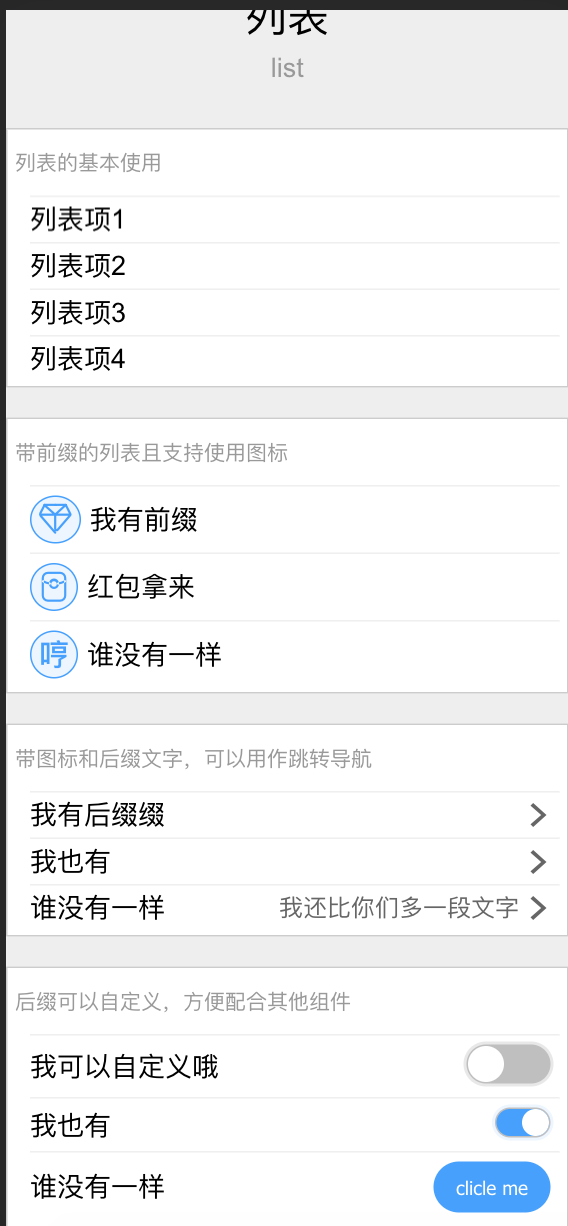 列表
list
列表的基本使用
列表项1
列表项2
列表项3
列表项4
带前缀的列表且支持使用图标
我有前缀
红包拿来
哼 谁没有一样
带图标和后缀文字，可以用作跳转导航
我有后缀缀
我也有
谁没有一样 我还比你们多一段文字
后缀可以自定义，方便配合其他组件
我可以自定义哦
我也有
谁没有一样 clicle me